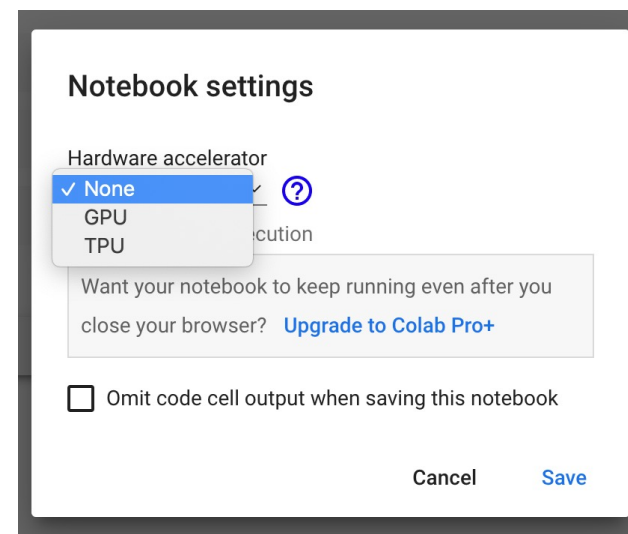 Notebook settings
Hardware accelerator
✓ None
GPU
TPU
Want your notebook to keep running even after you
close your browser? Upgrade to Colab Pro+
Omit code cell output when saving this notebook
Cancel Save